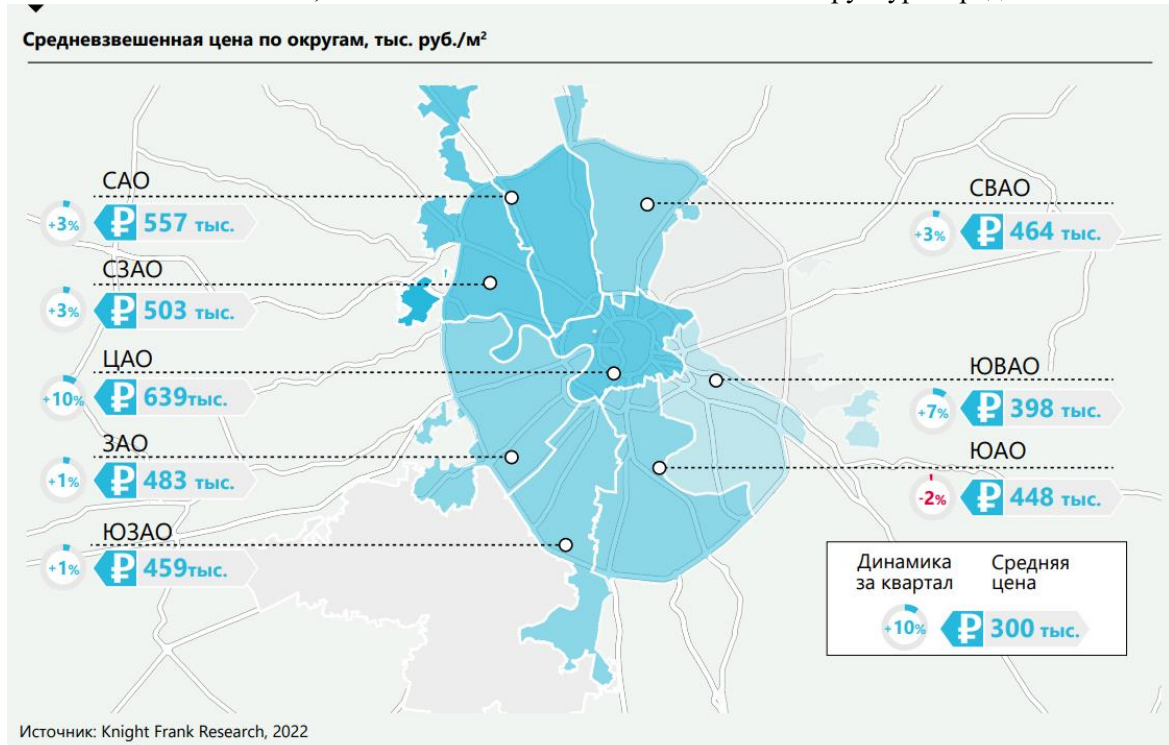 Средневзвешенная цена по округам, тыс. руб./м²
САО
+3% ₽ 557 тыс.
СЗАО
+3% ₽ 503 тыс.
ЦАО
+10% ₽ 639тыс.
ЗАО
+1% ₽ 483 тыс.
ЮЗАО
+1% ₽ 459тыс.
СВАО
+3% ₽ 464 тыс.
ЮВАО
+7% ₽ 398 тыс.
ЮАО
-2% ₽ 448 тыс.
Динамика за квартал
Средняя цена
+10% ₽ 300 тыс.
Источник: Knight Frank Research, 2022